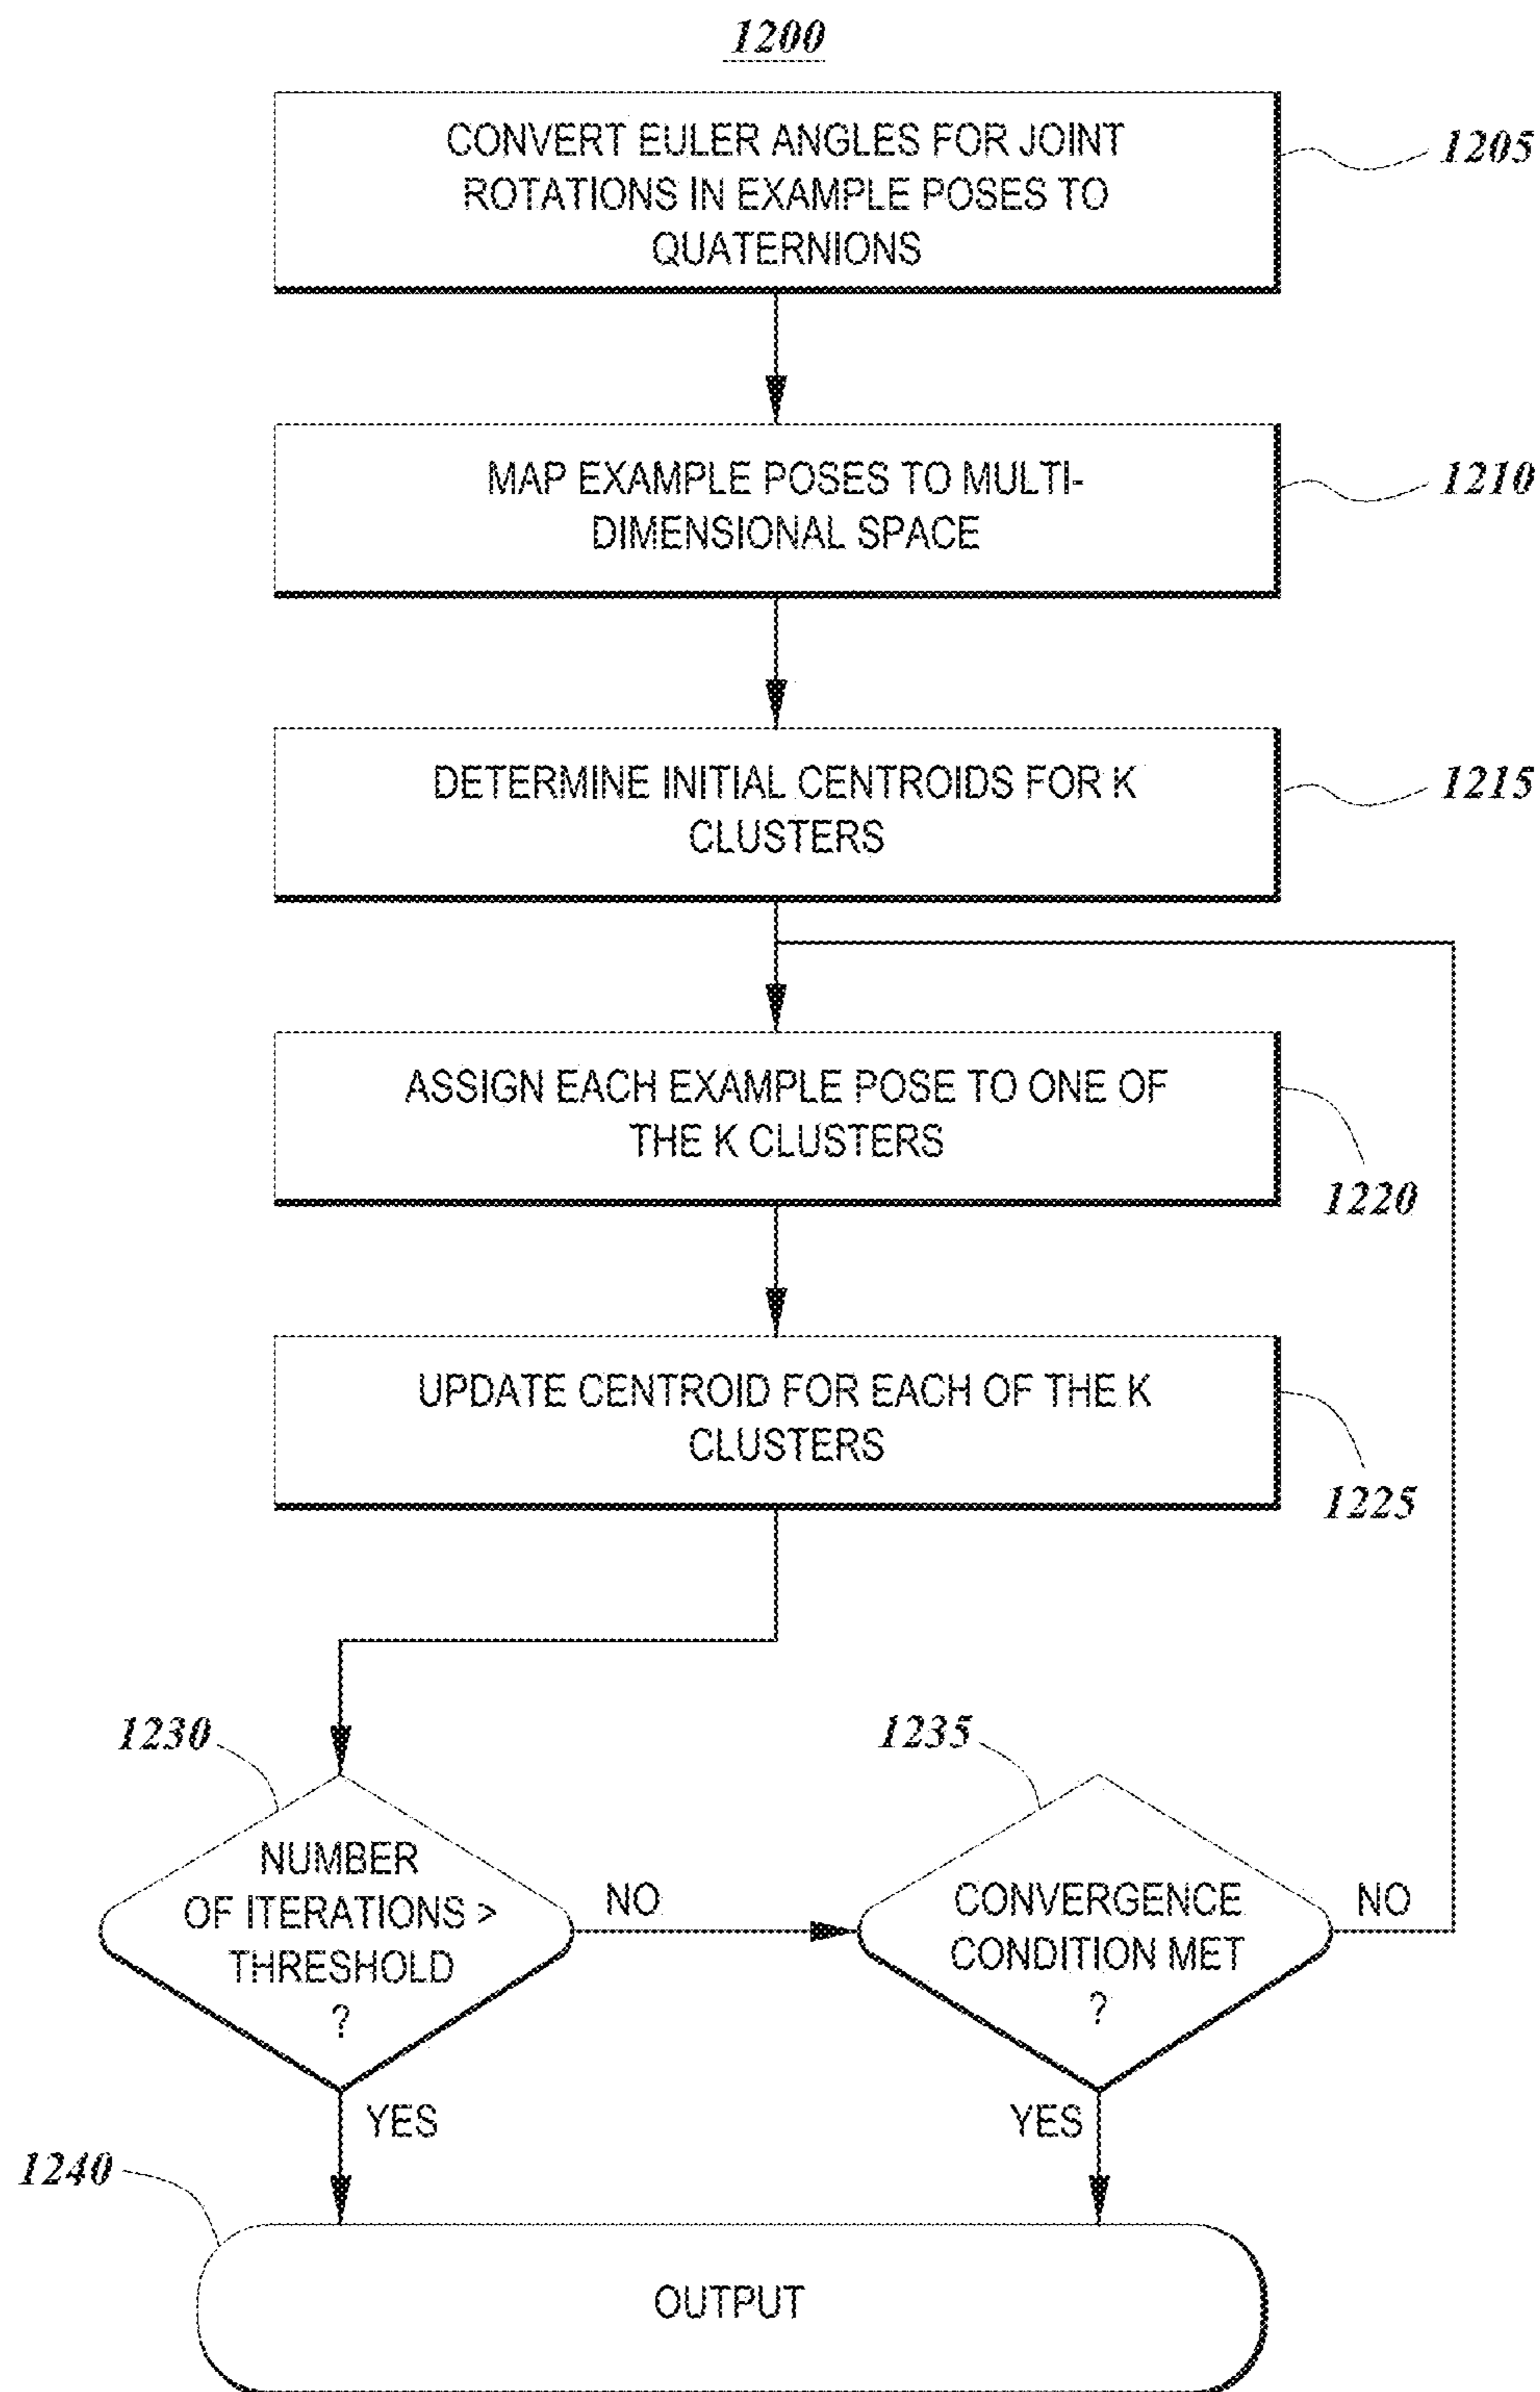 1200
CONVERT EULER ANGLES FOR JOINT
ROTATIONS IN EXAMPLE POSES TO
QUATERNIONS
1205
MAP EXAMPLE POSES TO MULTI-
DIMENSIONAL SPACE
1210
DETERMINE INITIAL CENTROIDS FOR K
CLUSTERS
1215
ASSIGN EACH EXAMPLE POSE TO ONE OF
THE K CLUSTERS
1220
UPDATE CENTROID FOR EACH OF THE K
CLUSTERS
1225
1230
NUMBER
OF ITERATIONS >
THRESHOLD
?
NO
YES
1235
CONVERGENCE
CONDITION MET
?
NO
YES
1240
OUTPUT